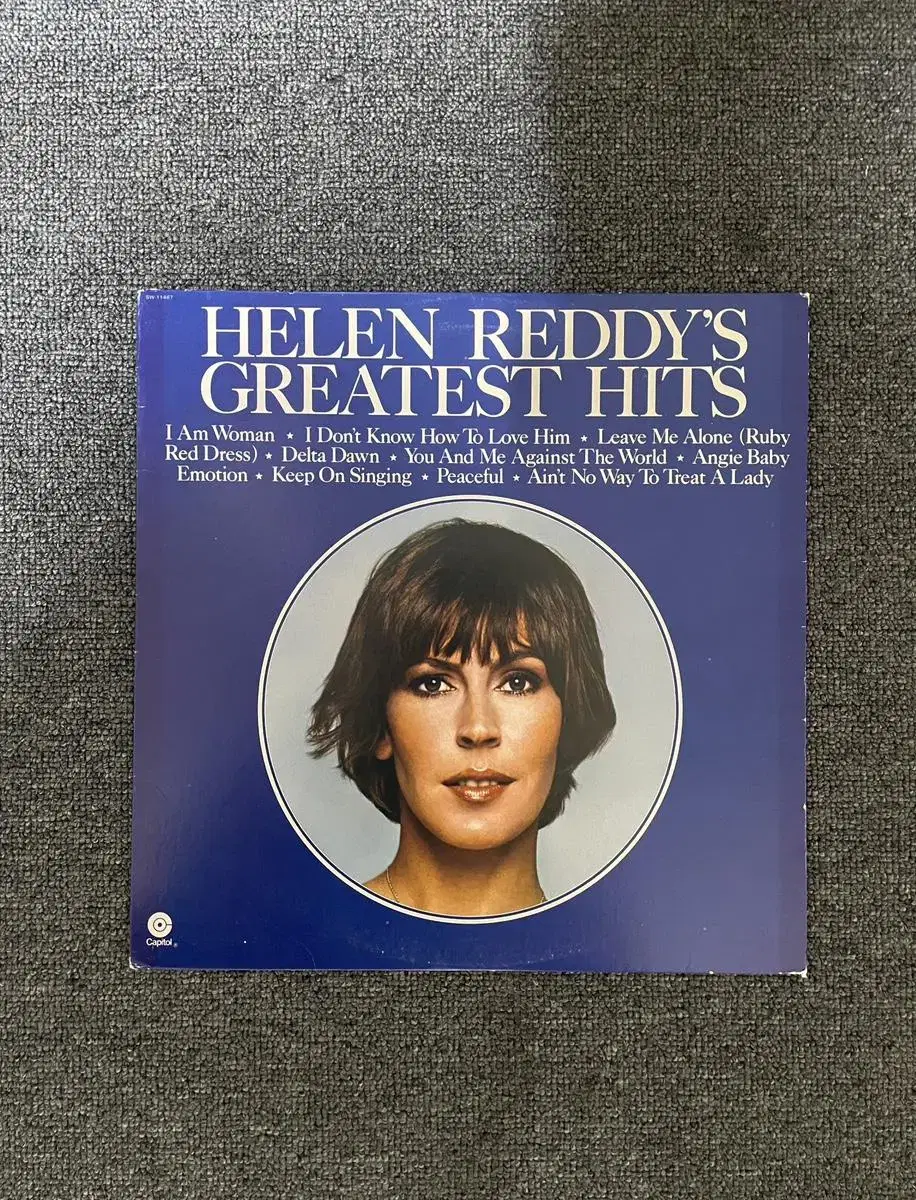 SW-11467
HELEN REDDY'S
GREATEST HITS
I Am Woman ★ I Don't Know How To Love Him ★ Leave Me Alone (Ruby
Red Dress) ★ Delta Dawn ★ You And Me Against The World ★ Angie Baby
Emotion ★ Keep On Singing ★ Peaceful ★ Ain't No Way To Treat A Lady
Capitol®